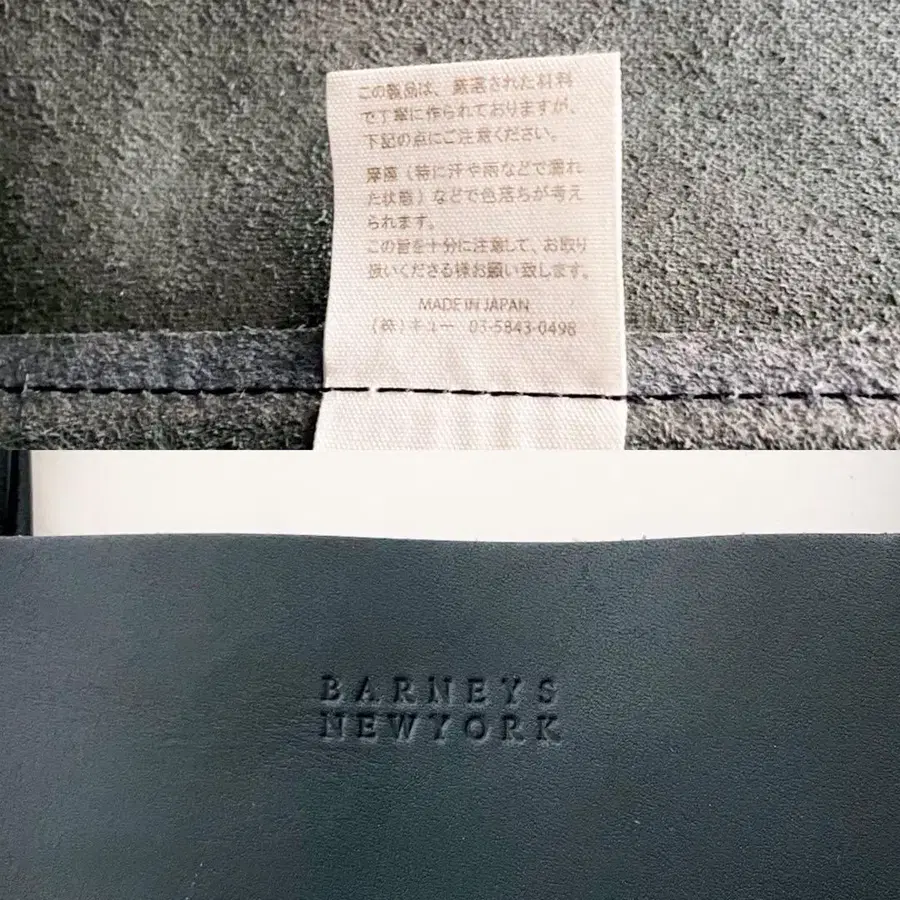 この製品は、厳選された材料
で丁寧に作られておりますが、
下記の点にご注意ください。
摩擦（特に汗や雨などで濡れ
た状態）などで色落ちが考え
られます。
この旨を十分に注意して、お取り
扱いくださる様お願い致します。
MADE IN JAPAN
（株）キュー 03-5843-0498
BARNEYS
NEWYORK